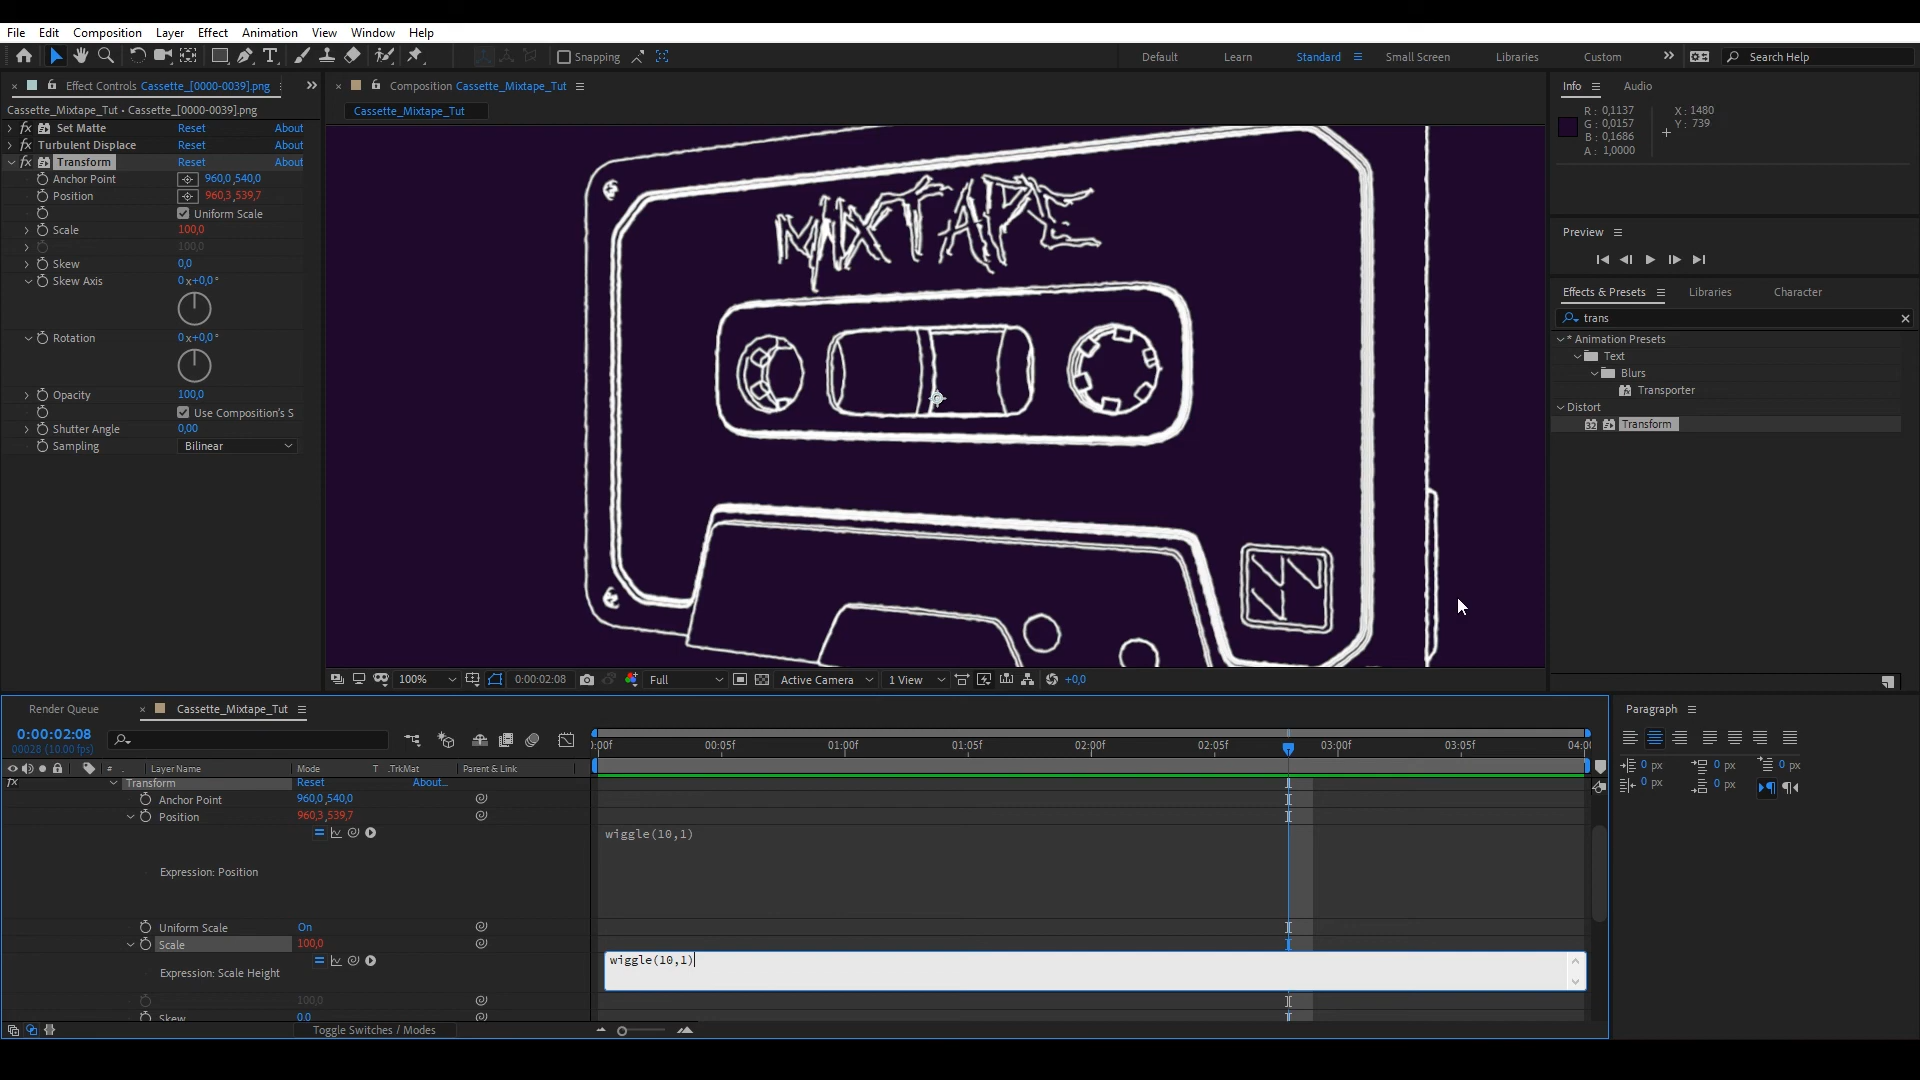 File Edit Composition Layer Effect Animation View Window Help
Snapping
Default Learn Standard Small Screen Libraries Custom Search Help
Effect Controls Cassette_[0000-0039].png
Cassette_Mixtape_Tut • Cassette_[0000-0039].png
fx Set Matte Reset About
fx Turbulent Displace Reset About
fx Transform Reset About
Anchor Point 960,0,540,0
Position 960,3,539,7
Uniform Scale
Scale 100,0
100,0
Skew 0,0
Skew Axis 0x+0,0°
Rotation 0x+0,0°
Opacity 100,0
Use Composition's S
Shutter Angle 0,00
Sampling Bilinear
Composition Cassette_Mixtape_Tut
Cassette_Mixtape_Tut
MIXTAPE
100% 0:00:02:08 Full Active Camera 1 View +0,0
Info Audio
R: 0,1137 X: 1480
G: 0,0157 Y: 739
B: 0,1686
A: 1,0000
Preview
Effects & Presets Libraries Character
trans
* Animation Presets
Text
Blurs
Transporter
Distort
32 Transform
Render Queue Cassette_Mixtape_Tut
0:00:02:08
00028 (10.00 fps)
# Layer Name Mode T .TrkMat Parent & Link
:00f 00:05f 01:00f 01:05f 02:00f 02:05f 03:00f 03:05f 04:0
fx Transform Reset About...
Anchor Point 960,0,540,0
Position 960,3,539,7
wiggle(10,1)
Expression: Position
Uniform Scale On
Scale 100,0
wiggle(10,1)
Expression: Scale Height
100,0
Skew 0,0
Toggle Switches / Modes
Paragraph
0 px 0 px 0 px
0 px 0 px